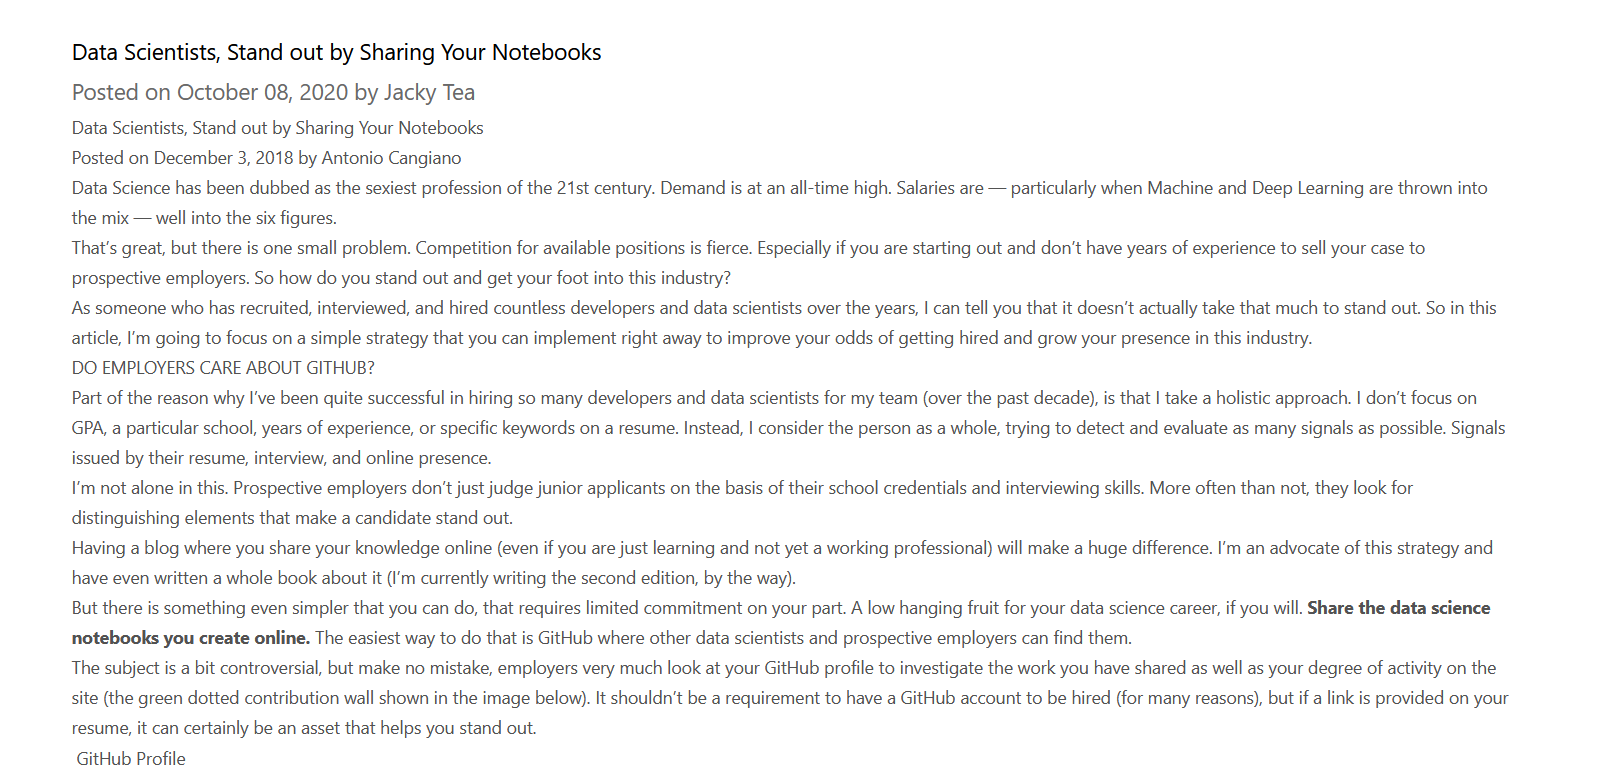 Data Scientists, Stand out by Sharing Your Notebooks
Posted on October 08, 2020 by Jacky Tea
Data Scientists, Stand out by Sharing Your Notebooks
Posted on December 3, 2018 by Antonio Cangiano
Data Science has been dubbed as the sexiest profession of the 21st century. Demand is at an all-time high. Salaries are — particularly when Machine and Deep Learning are thrown into
the mix — well into the six figures.
That’s great, but there is one small problem. Competition for available positions is fierce. Especially if you are starting out and don’t have years of experience to sell your case to
prospective employers. So how do you stand out and get your foot into this industry?
As someone who has recruited, interviewed, and hired countless developers and data scientists over the years, I can tell you that it doesn’t actually take that much to stand out. So in this
article, I’m going to focus on a simple strategy that you can implement right away to improve your odds of getting hired and grow your presence in this industry.
DO EMPLOYERS CARE ABOUT GITHUB?
Part of the reason why I’ve been quite successful in hiring so many developers and data scientists for my team (over the past decade), is that I take a holistic approach. I don’t focus on
GPA, a particular school, years of experience, or specific keywords on a resume. Instead, I consider the person as a whole, trying to detect and evaluate as many signals as possible. Signals
issued by their resume, interview, and online presence.
I’m not alone in this. Prospective employers don’t just judge junior applicants on the basis of their school credentials and interviewing skills. More often than not, they look for
distinguishing elements that make a candidate stand out.
Having a blog where you share your knowledge online (even if you are just learning and not yet a working professional) will make a huge difference. I’m an advocate of this strategy and
have even written a whole book about it (I’m currently writing the second edition, by the way).
But there is something even simpler that you can do, that requires limited commitment on your part. A low hanging fruit for your data science career, if you will. Share the data science
notebooks you create online. The easiest way to do that is GitHub where other data scientists and prospective employers can find them.
The subject is a bit controversial, but make no mistake, employers very much look at your GitHub profile to investigate the work you have shared as well as your degree of activity on the
site (the green dotted contribution wall shown in the image below). It shouldn’t be a requirement to have a GitHub account to be hired (for many reasons), but if a link is provided on your
resume, it can certainly be an asset that helps you stand out.
GitHub Profile